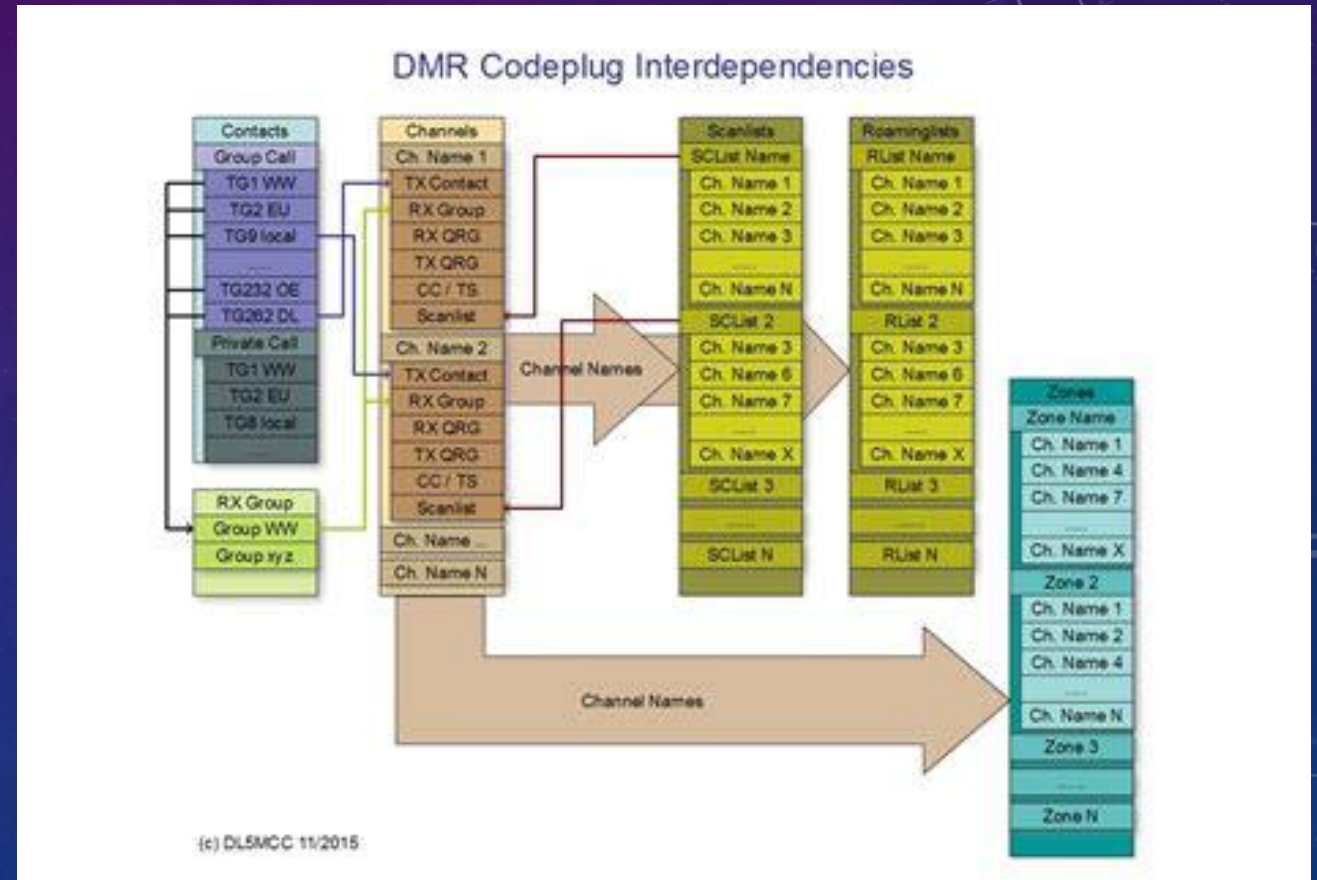 DMR Codeplug Interdependencies
Contacts
Group Call
TG1 WW
TG2 EU
TG9 local
.....
TG232 OE
TG262 DL
Private Call
TG1 WW
TG2 EU
TG8 local
.....
RX Group
Group WW
Group xyz
Channels
Ch. Name 1
TX Contact
RX Group
RX QRG
TX QRG
CC / TS
Scanlist
Ch. Name 2
TX Contact
RX Group
RX QRG
TX QRG
CC / TS
Scanlist
Ch. Name ...
Ch. Name N
Channel Names
Scanlists
SCList Name
Ch. Name 1
Ch. Name 2
Ch. Name 3
.....
Ch. Name N
SCList 2
Ch. Name 3
Ch. Name 6
Ch. Name 7
.....
Ch. Name X
SCList 3
.....
SCList N
Roaminglists
RList Name
Ch. Name 1
Ch. Name 2
Ch. Name 3
.....
Ch. Name N
RList 2
Ch. Name 3
Ch. Name 6
Ch. Name 7
.....
Ch. Name X
RList 3
.....
RList N
Zones
Zone Name
Ch. Name 1
Ch. Name 4
Ch. Name 7
.....
Ch. Name X
Zone 2
Ch. Name 1
Ch. Name 2
Ch. Name 4
.....
Ch. Name N
Zone 3
.....
Zone N
Channel Names
(c) DL5MCC 11/2015